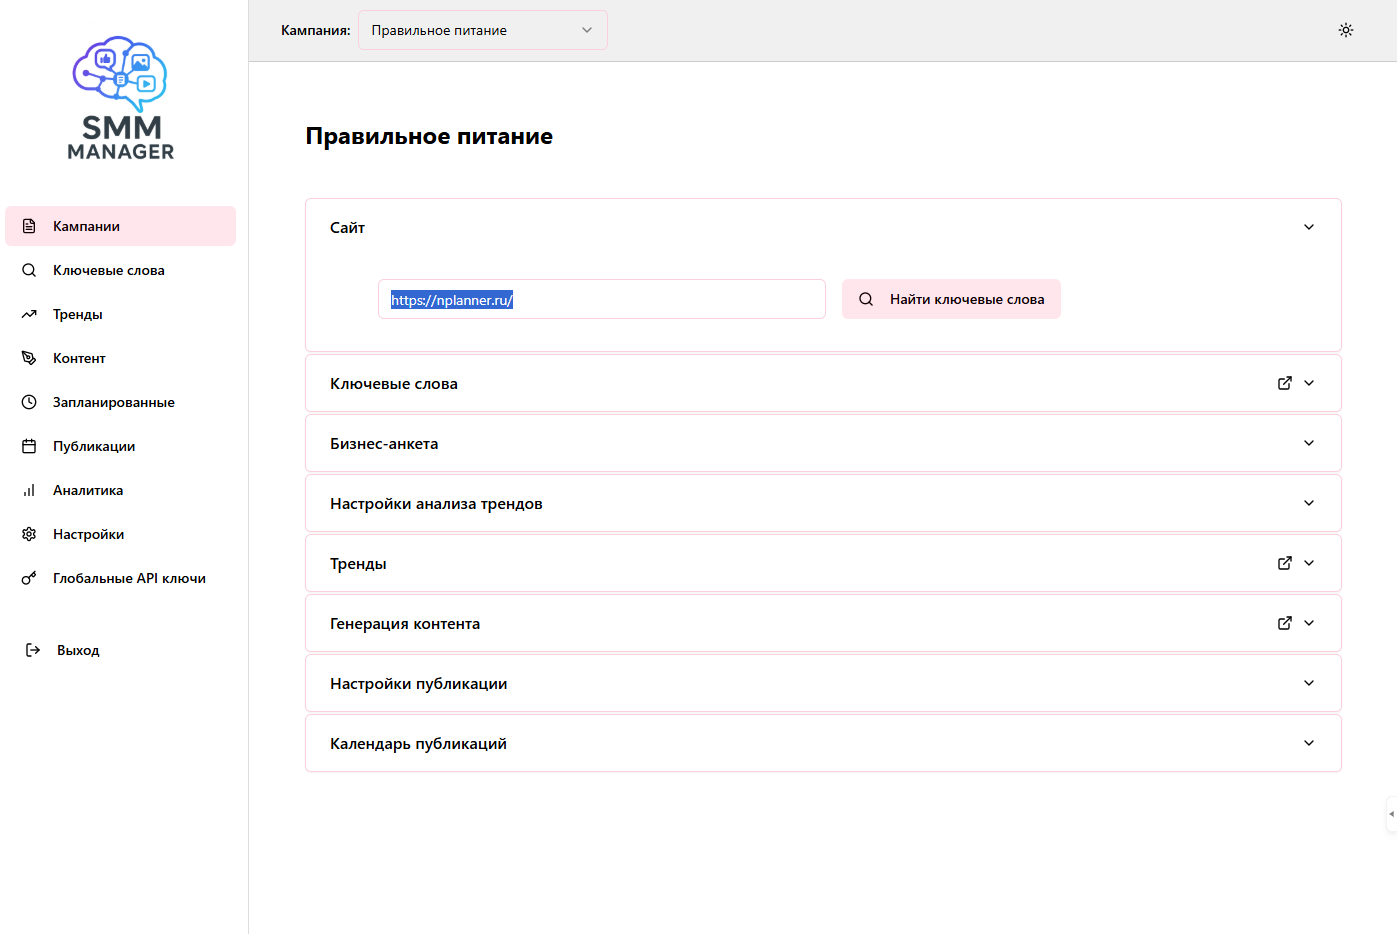 SMM
MANAGER
Кампании
Ключевые слова
Тренды
Контент
Запланированные
Публикации
Аналитика
Настройки
Глобальные API ключи
Выход
Кампания:
Правильное питание
Правильное питание
Сайт
https://nplanner.ru/
Найти ключевые слова
Ключевые слова
Бизнес-анкета
Настройки анализа трендов
Тренды
Генерация контента
Настройки публикации
Календарь публикаций